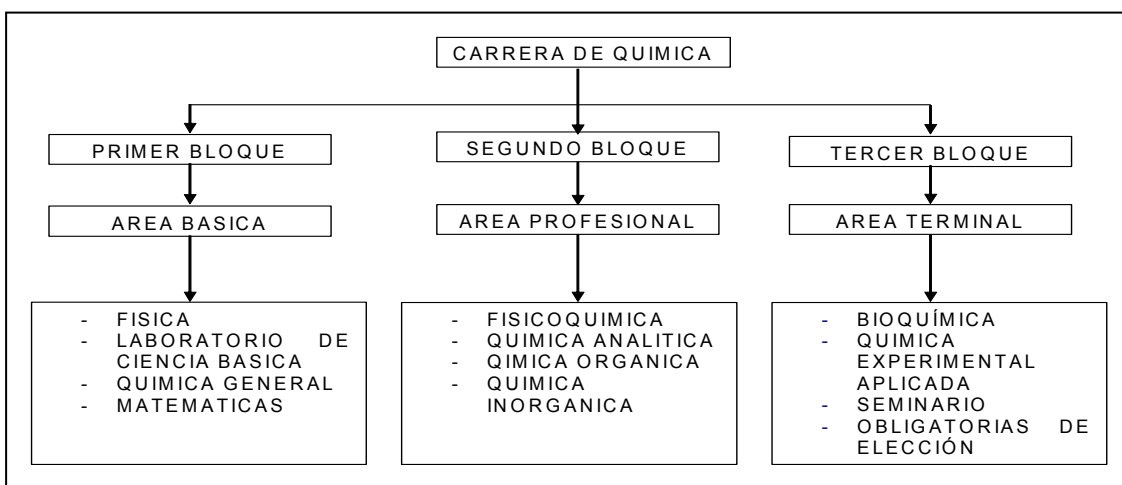 CARRERA DE QUIMICA
PRIMER BLOQUE
SEGUNDO BLOQUE
TERCER BLOQUE
AREA BASICA
AREA PROFESIONAL
AREA TERMINAL
- FISICA
- LABORATORIO DE
CIENCIA BASICA
- QUIMICA GENERAL
- MATEMATICAS
- FISICOQUIMICA
- QUIMICA ANALITICA
- QIMICA ORGANICA
- QUIMICA
INORGANICA
- BIOQUÍMICA
- QUIMICA
EXPERIMENTAL
APLICADA
- SEMINARIO
- OBLIGATORIAS DE
ELECCIÓN